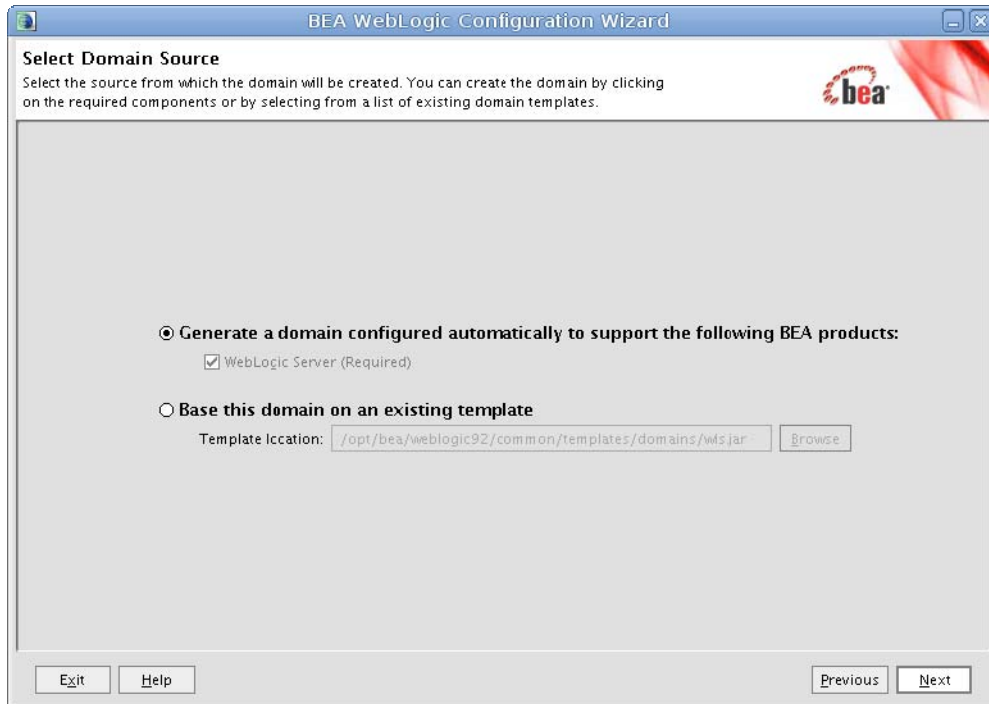 BEA WebLogic Configuration Wizard
Select Domain Source
Select the source from which the domain will be created. You can create the domain by clicking
on the required components or by selecting from a list of existing domain templates.
bea
Generate a domain configured automatically to support the following BEA products:
WebLogic Server (Required)
Base this domain on an existing template
Template location: /opt/bea/weblogic92/common/templates/domains/wls.jar Browse
Exit Help Previous Next